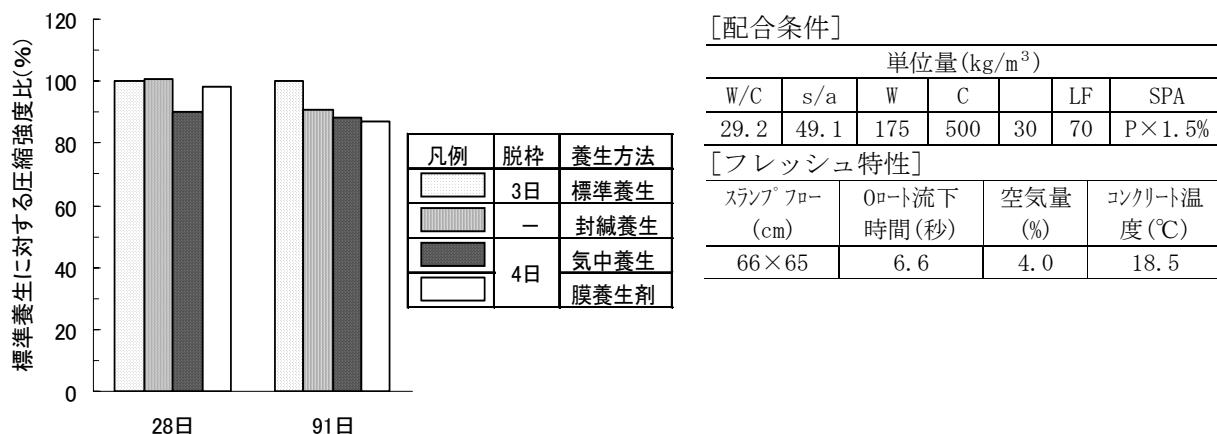 標準養生に対する圧縮強度比(%)
120
100
80
60
40
20
0
28日
91日
凡例 脱枠 養生方法
3日 標準養生
－ 封緘養生
4日 気中養生
膜養生剤
[配合条件]
単位量(kg/m³)
W/C s/a W C LF SPA
29.2 49.1 175 500 30 70 P×1.5%
[フレッシュ特性]
ｽﾗﾝﾌﾟﾌﾛｰ Oﾛｰﾄ流下 空気量 ｺﾝｸﾘｰﾄ温
(cm) 時間(秒) (%) 度(℃)
66×65 6.6 4.0 18.5